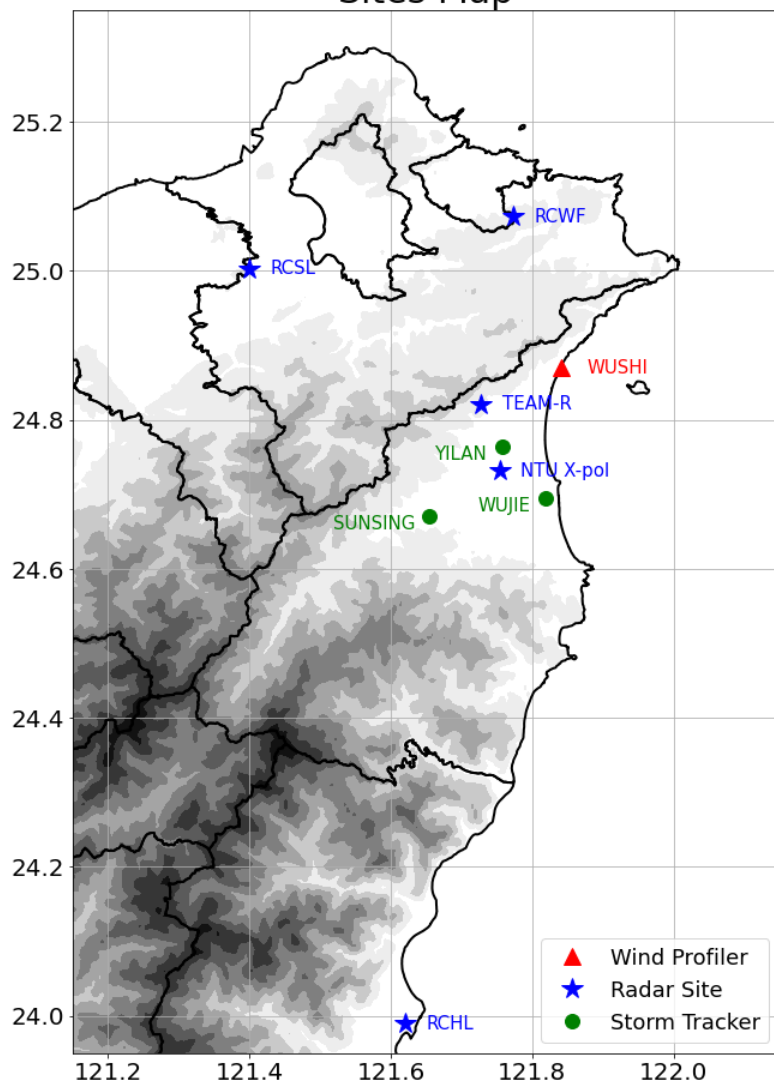 Sites Map
25.2
RCWF
25.0
RCSL
WUSHI
24.8
TEAM-R
YILAN
NTU X-pol
WUJIE
SUNSING
24.6
24.4
24.2
Wind Profiler
Radar Site
Storm Tracker
24.0
RCHL
121.2 121.4 121.6 121.8 122.0